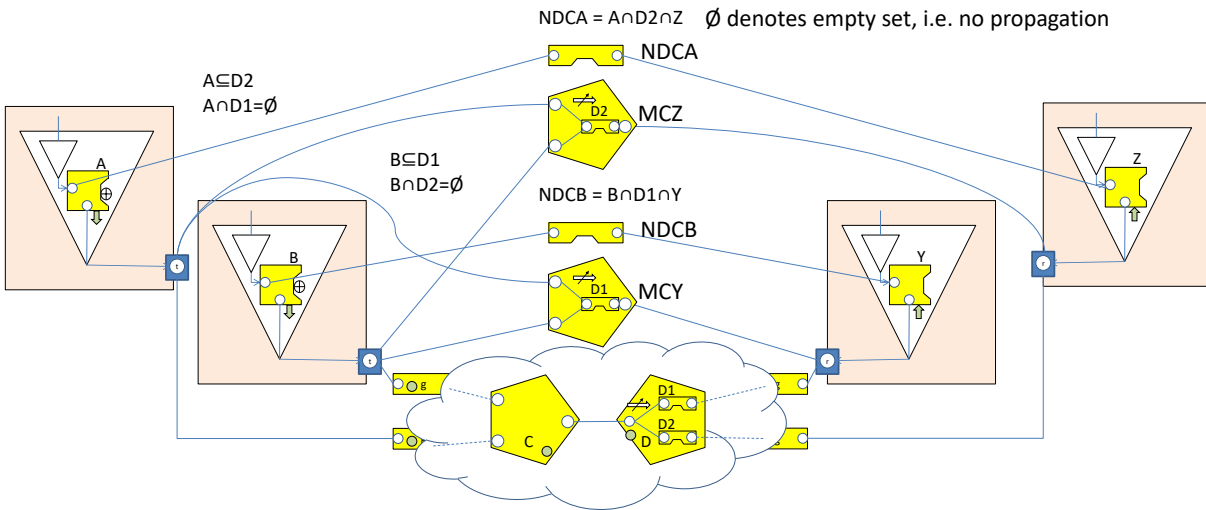 NDCA = A∩D2∩Z
Ø denotes empty set, i.e. no propagation
NDCA
A⊆D2
A∩D1=Ø
MCZ
D2
A
Z
B⊆D1
B∩D2=Ø
NDCB = B∩D1∩Y
NDCB
B
Y
t
r
MCY
D1
t
r
g
D1
D2
C
D
g